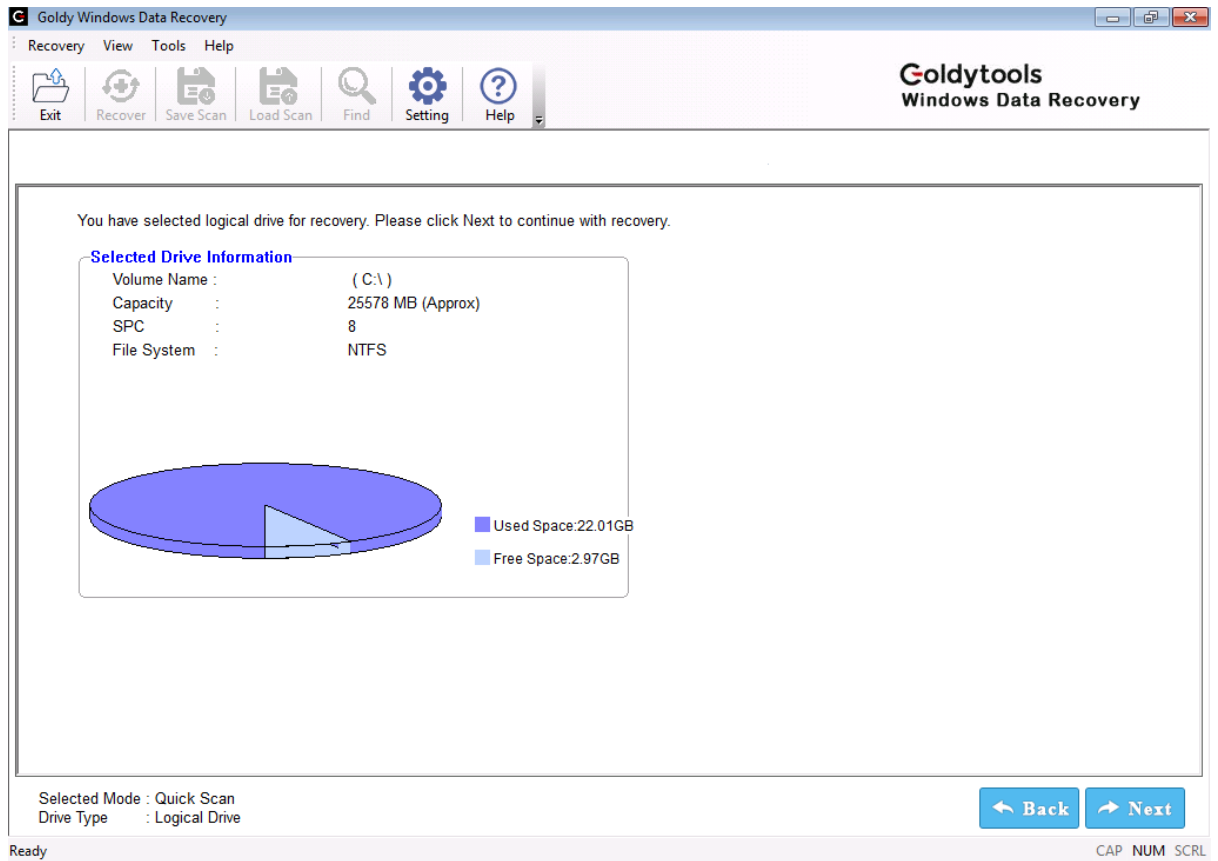 Goldy Windows Data Recovery
Recovery View Tools Help
Exit Recover Save Scan Load Scan Find Setting Help
Goldytools
Windows Data Recovery
You have selected logical drive for recovery. Please click Next to continue with recovery.
Selected Drive Information
Volume Name : ( C:\ )
Capacity : 25578 MB (Approx)
SPC : 8
File System : NTFS
Used Space:22.01GB
Free Space:2.97GB
Selected Mode : Quick Scan
Drive Type : Logical Drive
Back Next
Ready CAP NUM SCRL